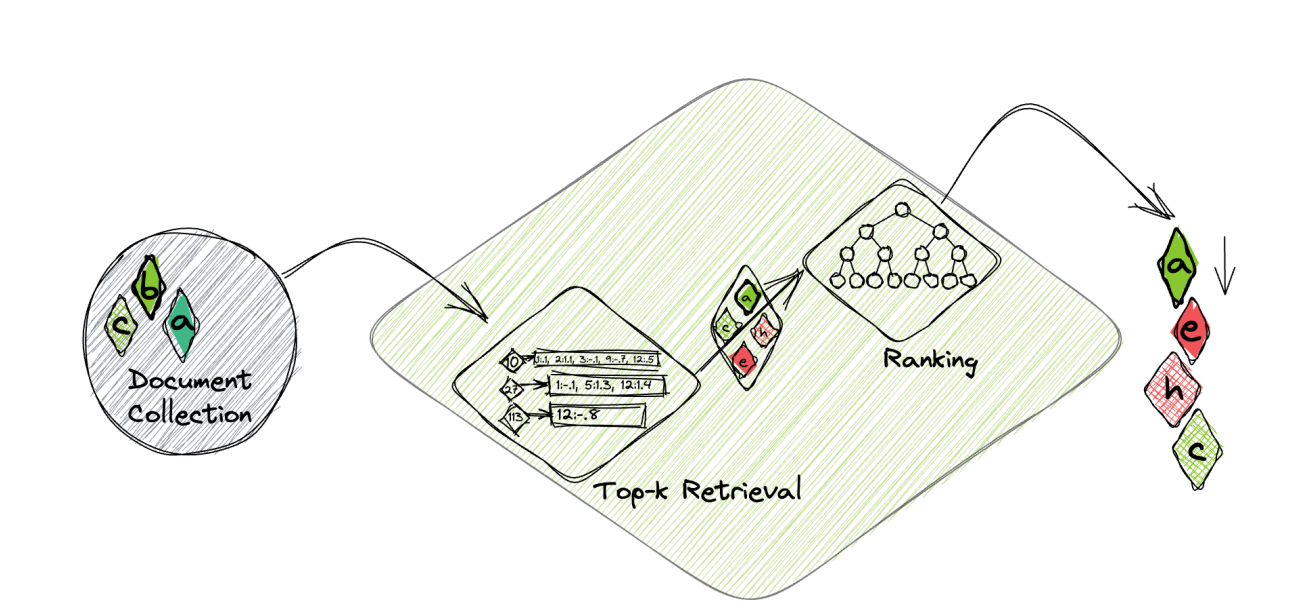 b
c
a
Document
Collection
10
1:.1, 2:1.1, 3:-.1, 9:-.7, 12:.5
27
1:-.1, 5:1.3, 12:1.4
113
12:-.8
Top-k Retrieval
a
c
h
e
Ranking
a
e
h
c